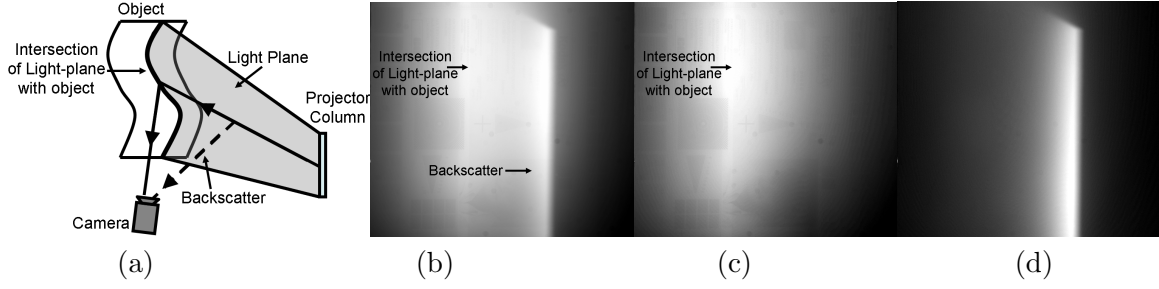 Object
Intersection
of Light-plane
with object
Light Plane
Projector
Column
Backscatter
Camera
(a)
Intersection
of Light-plane
with object
Backscatter
(b)
Intersection
of Light-plane
with object
(c)
(d)